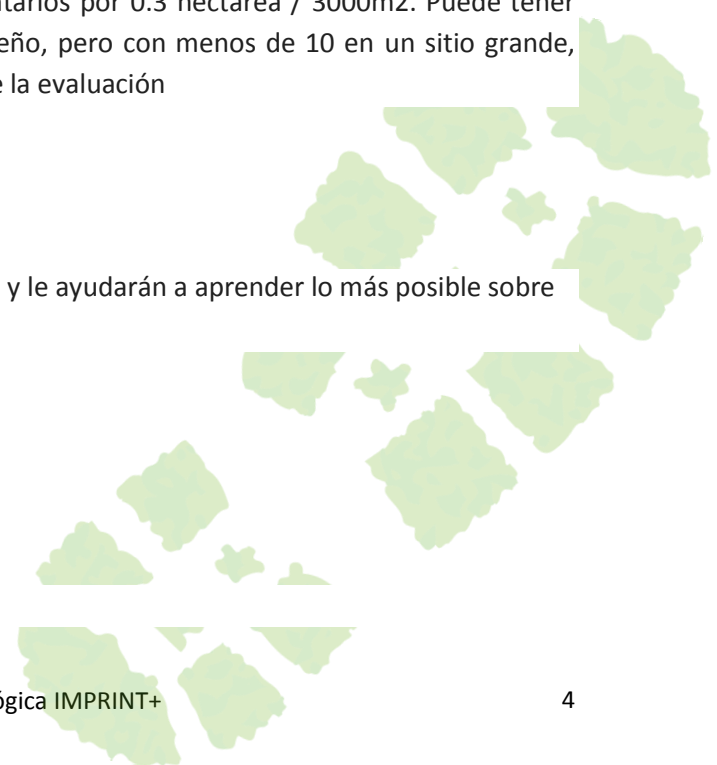 tarios por 0.3 hectárea / 3000m2. Puede tener
eño, pero con menos de 10 en un sitio grande,
e la evaluación
y le ayudarán a aprender lo más posible sobre
ógica IMPRINT+ 4